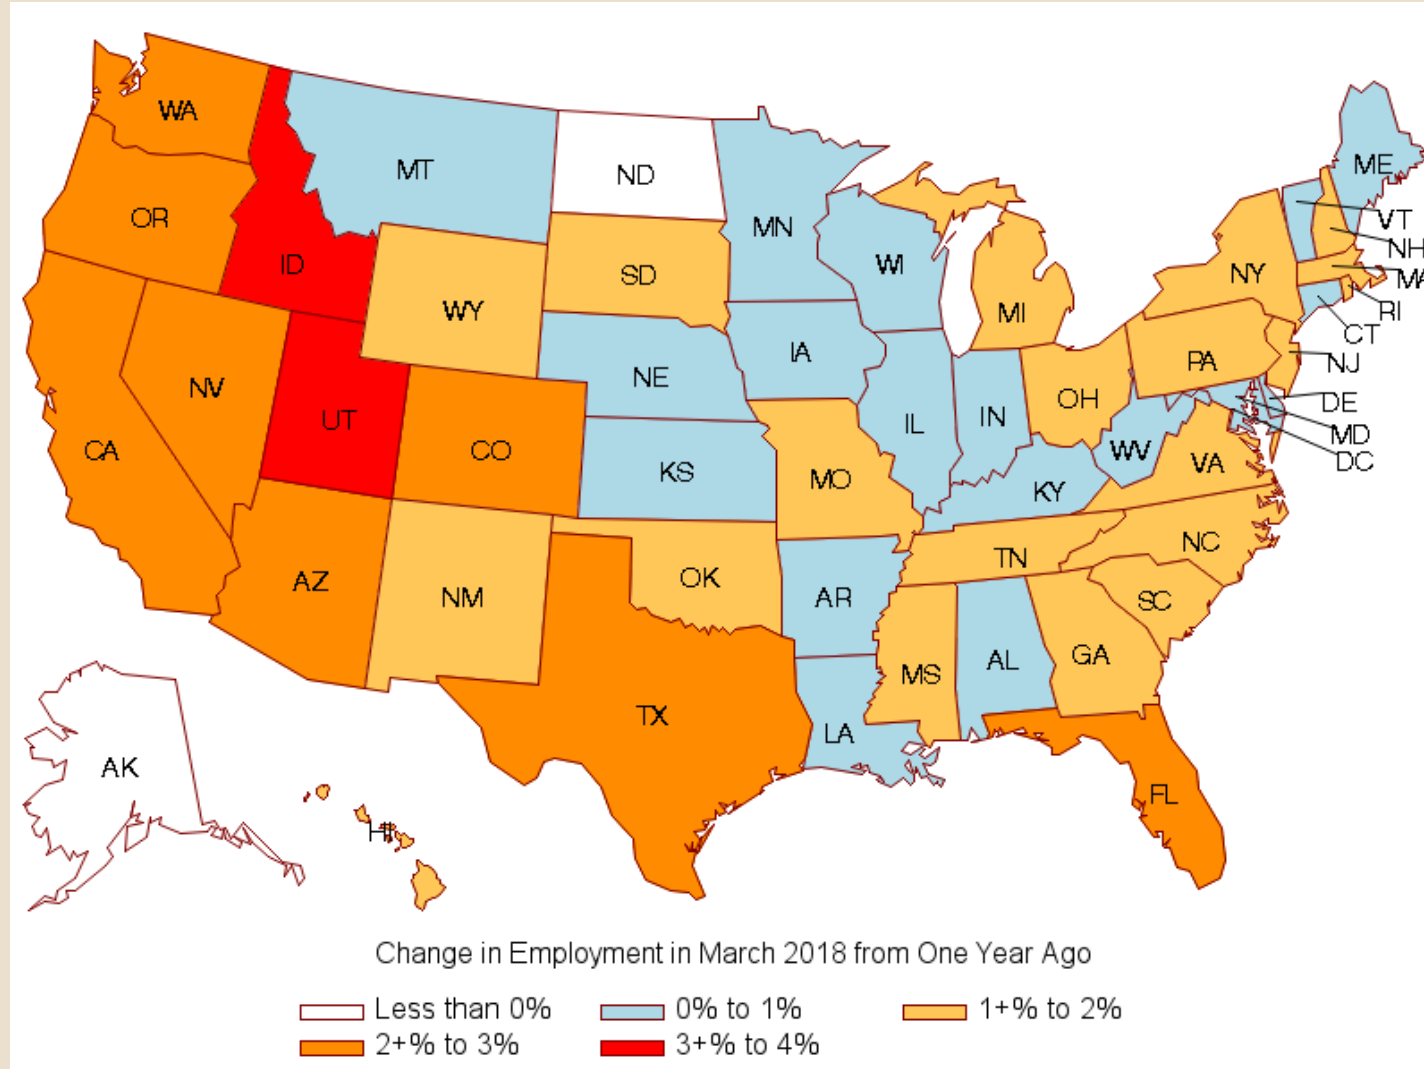 WA
MT
ND
ME
OR
MN
VT
ID
SD
WI
NH
NY
MA
WY
MI
RI
CT
IA
PA
NJ
NV
NE
UT
OH
DE
IL
IN
MD
CA
CO
WV
DC
KS
MO
VA
KY
TN
NC
AZ
OK
NM
AR
SC
GA
AL
MS
TX
LA
AK
FL
HI
Change in Employment in March 2018 from One Year Ago
Less than 0% 0% to 1% 1+% to 2%
2+% to 3% 3+% to 4%